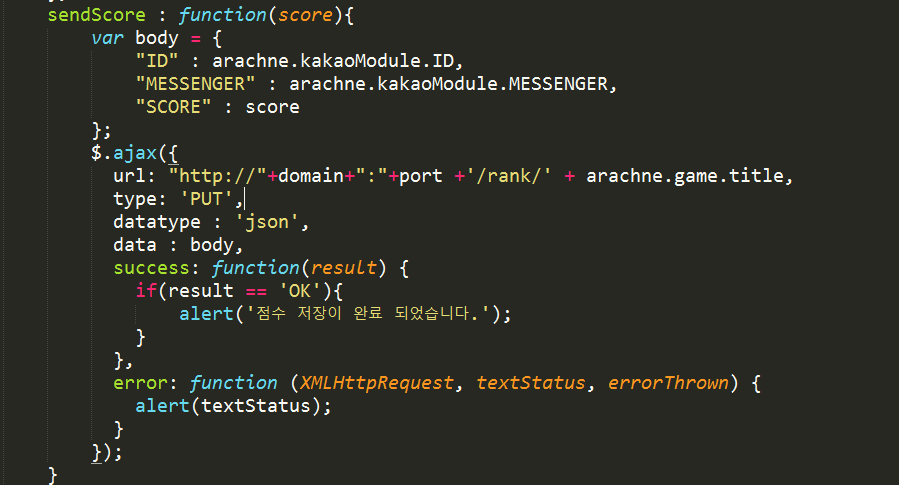 sendScore : function(score){
var body = {
"ID" : arachne.kakaoModule.ID,
"MESSENGER" : arachne.kakaoModule.MESSENGER,
"SCORE" : score
};
$.ajax({
url: "http://"+domain+":"+port +'/rank/' + arachne.game.title,
type: 'PUT',
datatype : 'json',
data : body,
success: function(result) {
if(result == 'OK'){
alert('점수 저장이 완료 되었습니다.');
}
},
error: function (XMLHttpRequest, textStatus, errorThrown) {
alert(textStatus);
}
});
}